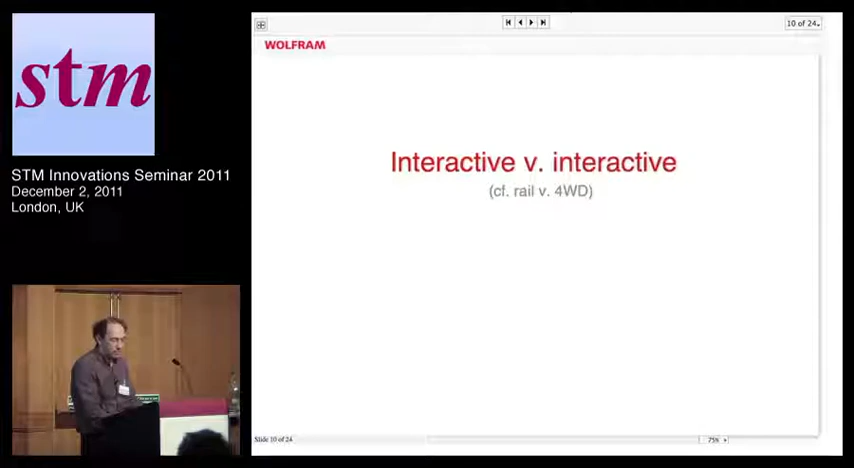 stm
STM Innovations Seminar 2011
December 2, 2011
London, UK
10 of 24
WOLFRAM
Interactive v. interactive
(cf. rail v. 4WD)
Slide 10 of 24
75%